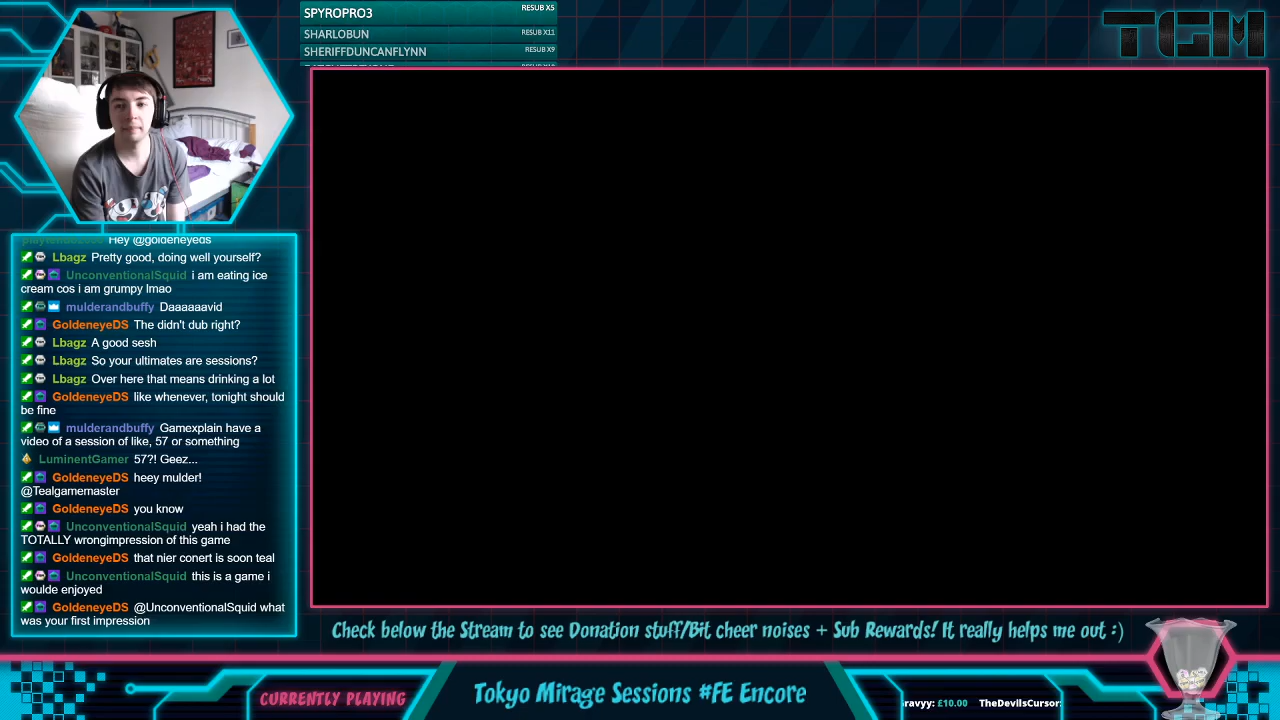 SPYROPRO3 RESUB X5
SHARLOBUN RESUB X11
SHERIFFDUNCANFLYNN RESUB X9
TGM
Hey @goldeneyeds
Lbagz Pretty good, doing well yourself?
UnconventionalSquid i am eating ice
cream cos i am grumpy lmao
mulderandbuffy Daaaaaavid
GoldeneyeDS The didn't dub right?
Lbagz A good sesh
Lbagz So your ultimates are sessions?
Lbagz Over here that means drinking a lot
GoldeneyeDS like whenever, tonight should
be fine
mulderandbuffy Gamexplain have a
video of a session of like, 57 or something
LuminentGamer 57?! Geez...
GoldeneyeDS heey mulder!
@Tealgamemaster
GoldeneyeDS you know
UnconventionalSquid yeah i had the
TOTALLY wrongimpression of this game
GoldeneyeDS that nier conert is soon teal
UnconventionalSquid this is a game i
woulde enjoyed
GoldeneyeDS @UnconventionalSquid what
was your first impression
Check below the Stream to see Donation stuff/Bit cheer noises + Sub Rewards! It really helps me out :)
CURRENTLY PLAYING
Tokyo Mirage Sessions #FE Encore
ravyy: £10.00 TheDevilsCursor: